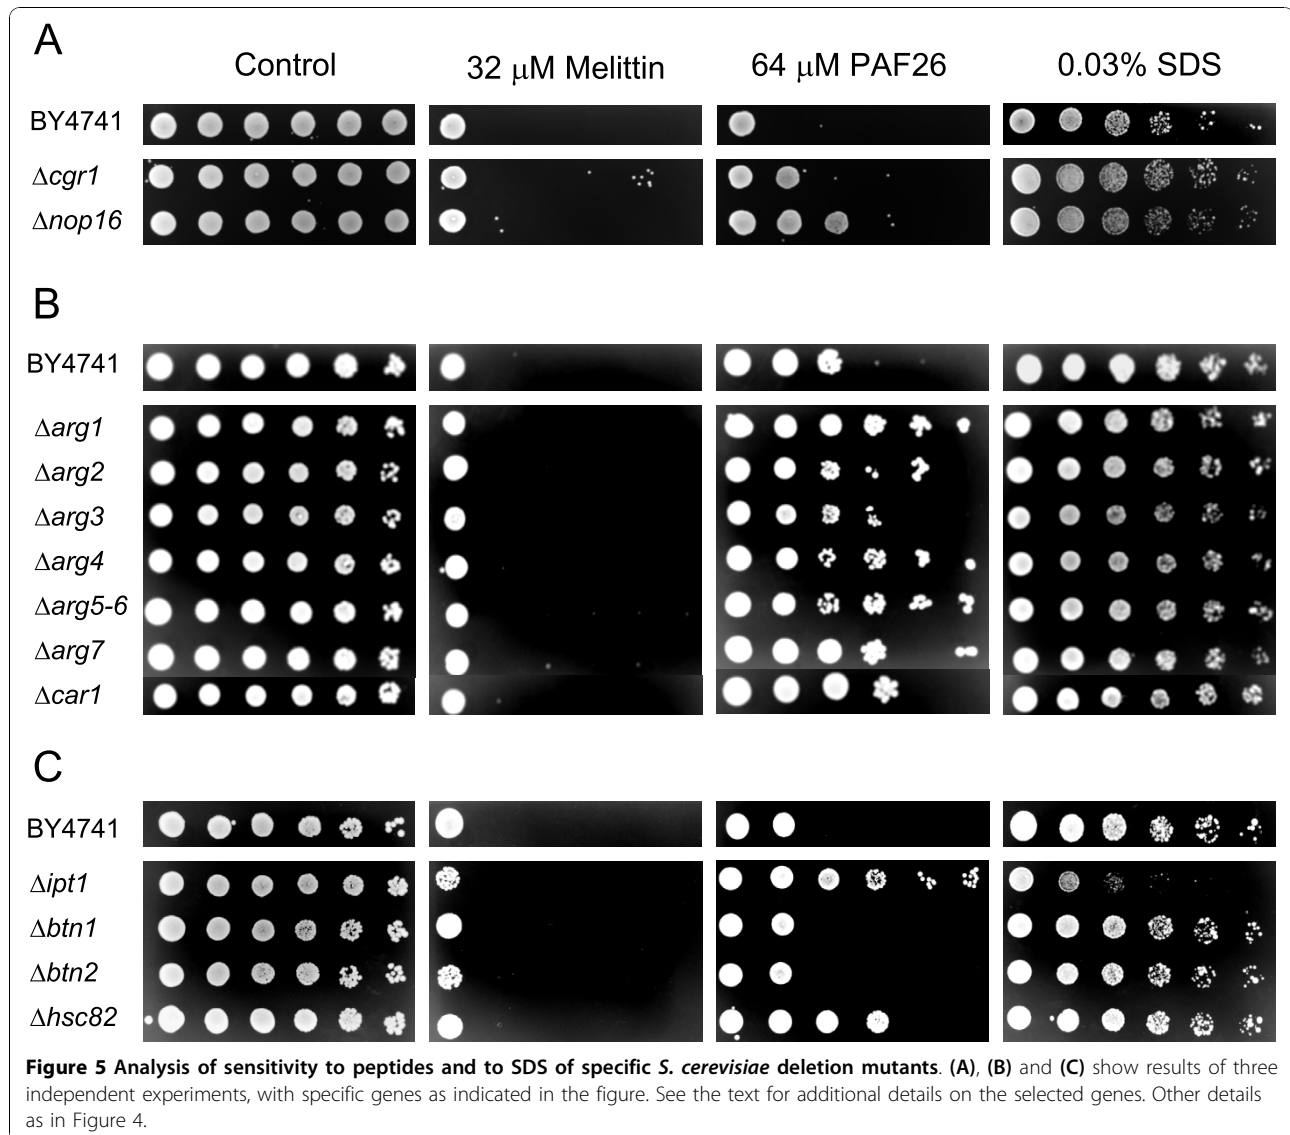 A
Control 32 μM Melittin 64 μM PAF26 0.03% SDS
BY4741
Δcgr1
Δnop16
B
BY4741
Δarg1
Δarg2
Δarg3
Δarg4
Δarg5-6
Δarg7
Δcar1
C
BY4741
Δipt1
Δbtn1
Δbtn2
Δhsc82
Figure 5 Analysis of sensitivity to peptides and to SDS of specific S. cerevisiae deletion mutants. (A), (B) and (C) show results of three
independent experiments, with specific genes as indicated in the figure. See the text for additional details on the selected genes. Other details
as in Figure 4.